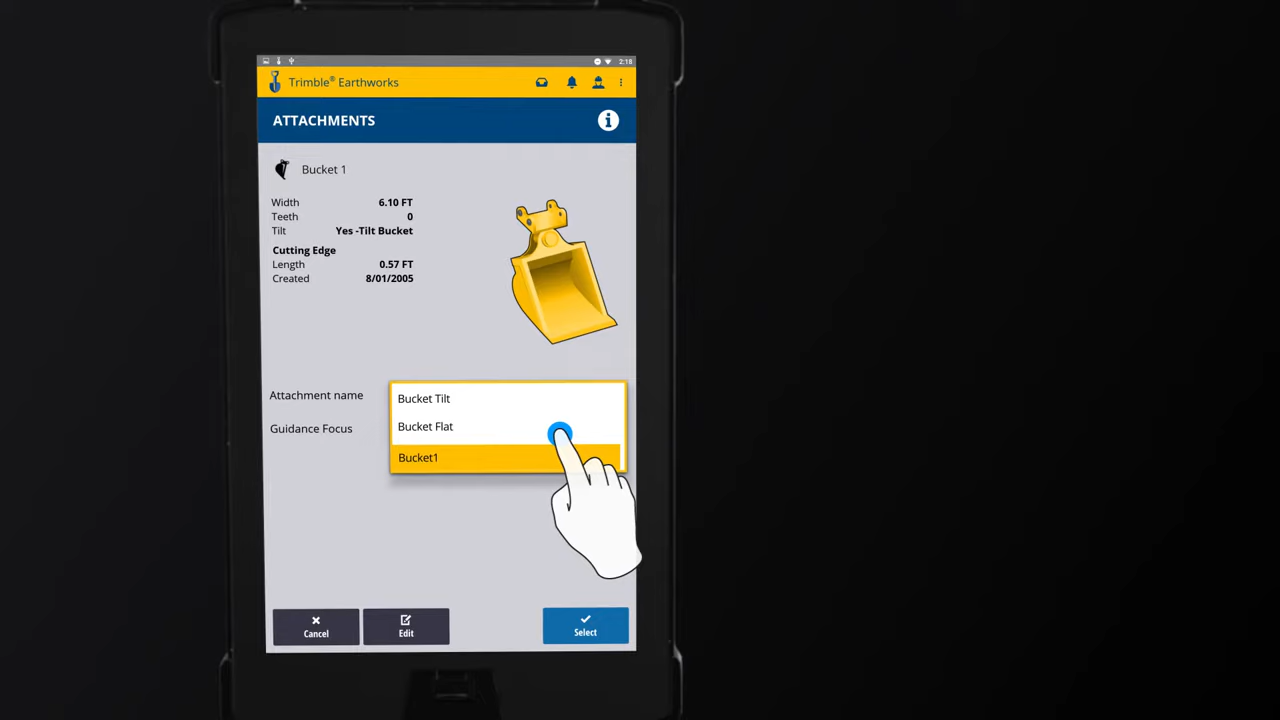 2:18
Trimble® Earthworks
ATTACHMENTS
Bucket 1
Width 6.10 FT
Teeth 0
Tilt Yes -Tilt Bucket
Cutting Edge
Length 0.57 FT
Created 8/01/2005
Attachment name
Bucket Tilt
Guidance Focus
Bucket Flat
Bucket1
Cancel
Edit
Select